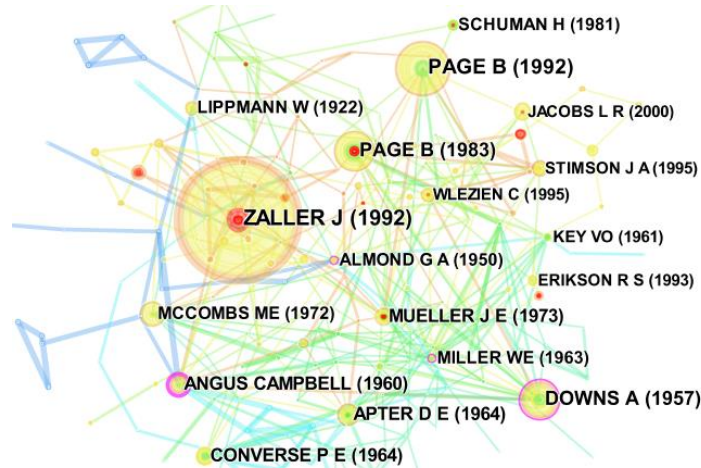 SCHUMAN H (1981)
PAGE B (1992)
LIPPMANN W (1922)
JACOBS L R (2000)
PAGE B (1983)
STIMSON J A (1995)
WLEZIEN C (1995)
ZALLER J (1992)
KEY VO (1961)
ALMOND G A (1950)
ERIKSON R S (1993)
MCCOMBS ME (1972)
MUELLER J E (1973)
MILLER WE (1963)
ANGUS CAMPBELL (1960)
DOWNS A (1957)
APTER D E (1964)
CONVERSE P E (1964)